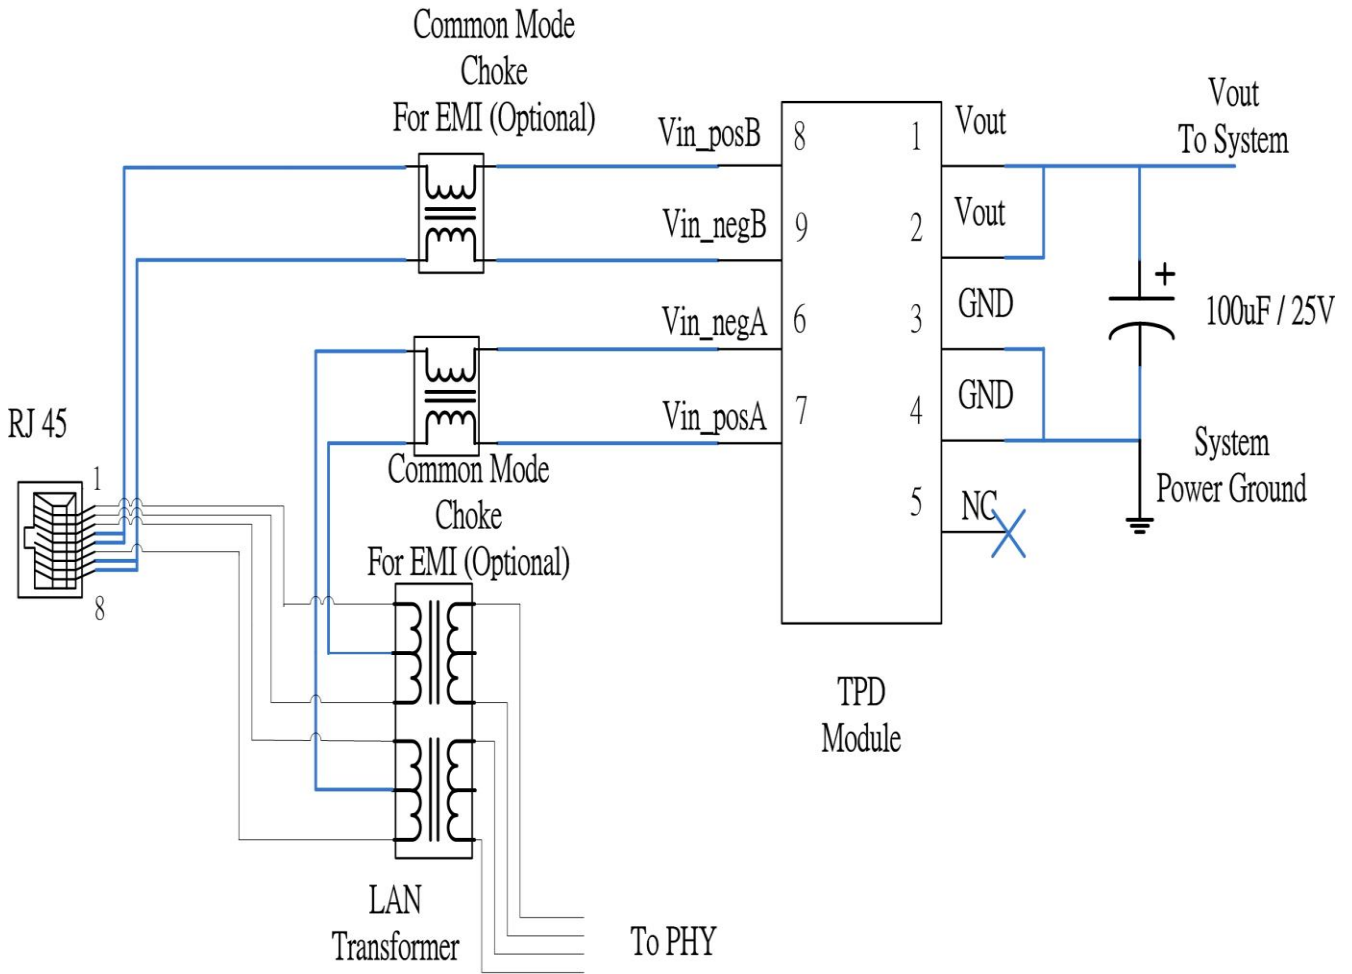 Common Mode
Choke
For EMI (Optional)
Vout
To System
Vin_posB
8
1
Vout
Vin_negB
9
2
Vout
Vin_negA
6
3
GND
+
100uF / 25V
Vin_posA
7
4
GND
System
Power Ground
RJ 45
1
8
Common Mode
Choke
For EMI (Optional)
5
NC
TPD
Module
LAN
Transformer
To PHY